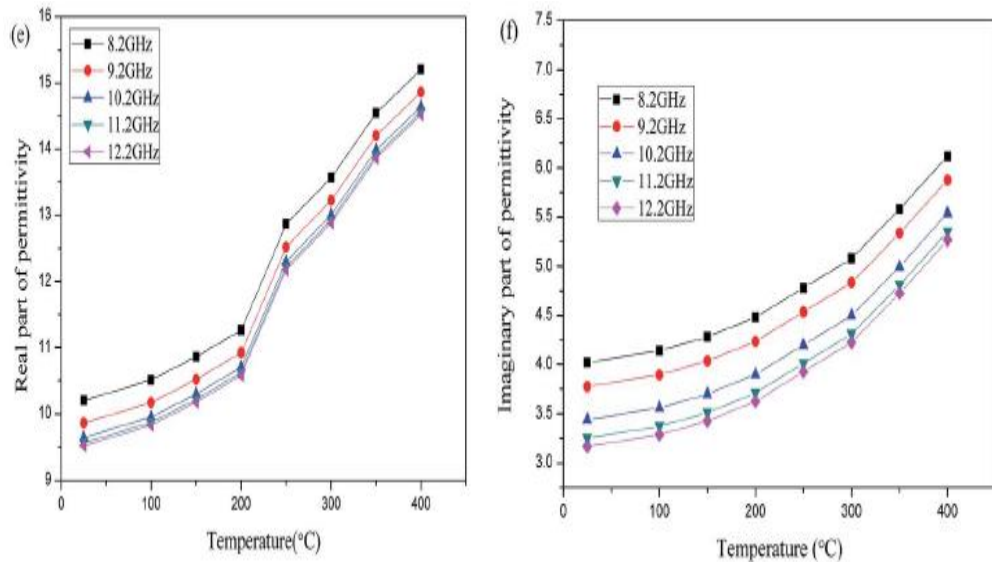 (e)
16
15
14
13
12
11
10
9
Real part of permittivity
8.2GHz
9.2GHz
10.2GHz
11.2GHz
12.2GHz
0 100 200 300 400
Temperature(°C)
(f)
7.5
7.0
6.5
6.0
5.5
5.0
4.5
4.0
3.5
3.0
Imaginary part of permittivity
8.2GHz
9.2GHz
10.2GHz
11.2GHz
12.2GHz
0 100 200 300 400
Temperature (°C)